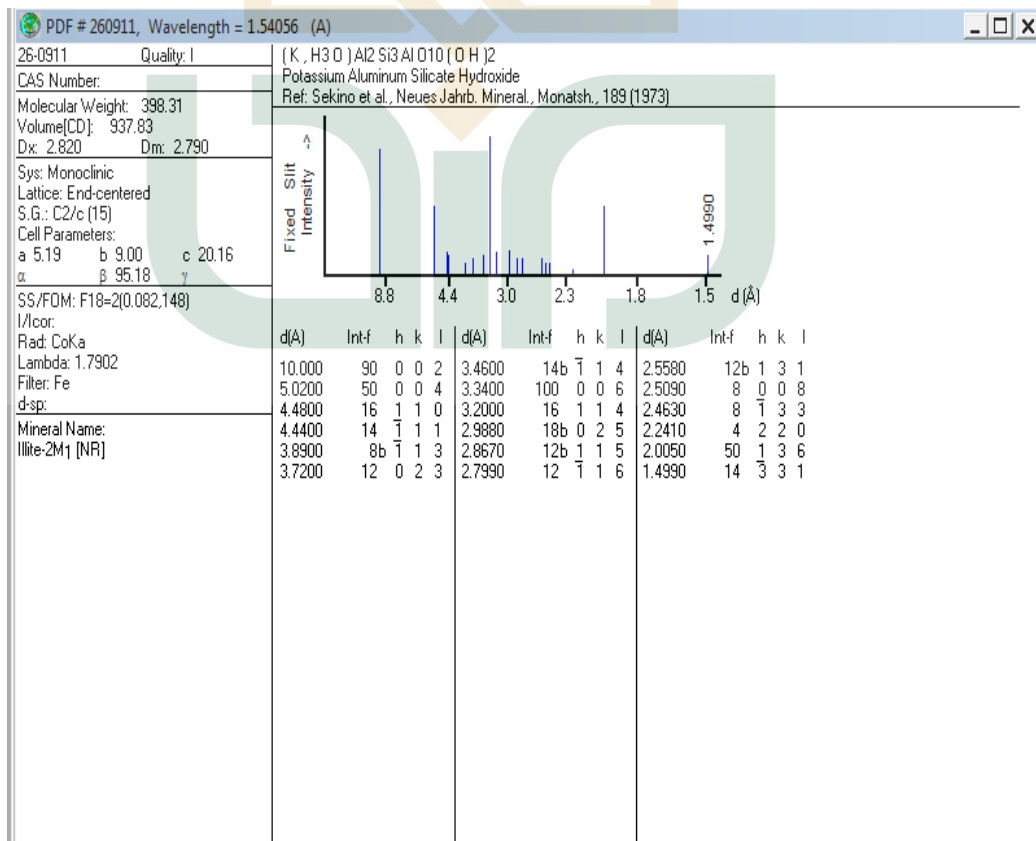 PDF # 260911, Wavelength = 1.54056 (A)
26-0911 Quality: I
CAS Number:
Molecular Weight: 398.31
Volume[CD]: 937.83
Dx: 2.820 Dm: 2.790
Sys: Monoclinic
Lattice: End-centered
S.G.: C2/c (15)
Cell Parameters:
a 5.19 b 9.00 c 20.16
α β 95.18 γ
SS/FOM: F18=2(0.082,148)
I/Icor:
Rad: CoKa
Lambda: 1.7902
Filter: Fe
d-sp:
Mineral Name:
Illite-2M1 [NR]
( K , H3 O ) Al2 Si3 Al O10 ( O H )2
Potassium Aluminum Silicate Hydroxide
Ref: Sekino et al., Neues Jahrb. Mineral., Monatsh., 189 (1973)
Fixed Slit
Intensity ->
1.4990
8.8 4.4 3.0 2.3 1.8 1.5 d (Å)
d(A) Int-f h k l d(A) Int-f h k l d(A) Int-f h k l
10.000 90 0 0 2 3.4600 14b 1̅ 1 4 2.5580 12b 1 3 1
5.0200 50 0 0 4 3.3400 100 0 0 6 2.5090 8 0 0 8
4.4800 16 1 1 0 3.2000 16 1 1 4 2.4630 8 1̅ 3 3
4.4400 14 1̅ 1 1 2.9880 18b 0 2 5 2.2410 4 2 2 0
3.8900 8b 1̅ 1 3 2.8670 12b 1 1 5 2.0050 50 1 3 6
3.7200 12 0 2 3 2.7990 12 1̅ 1 6 1.4990 14 3̅ 3 1